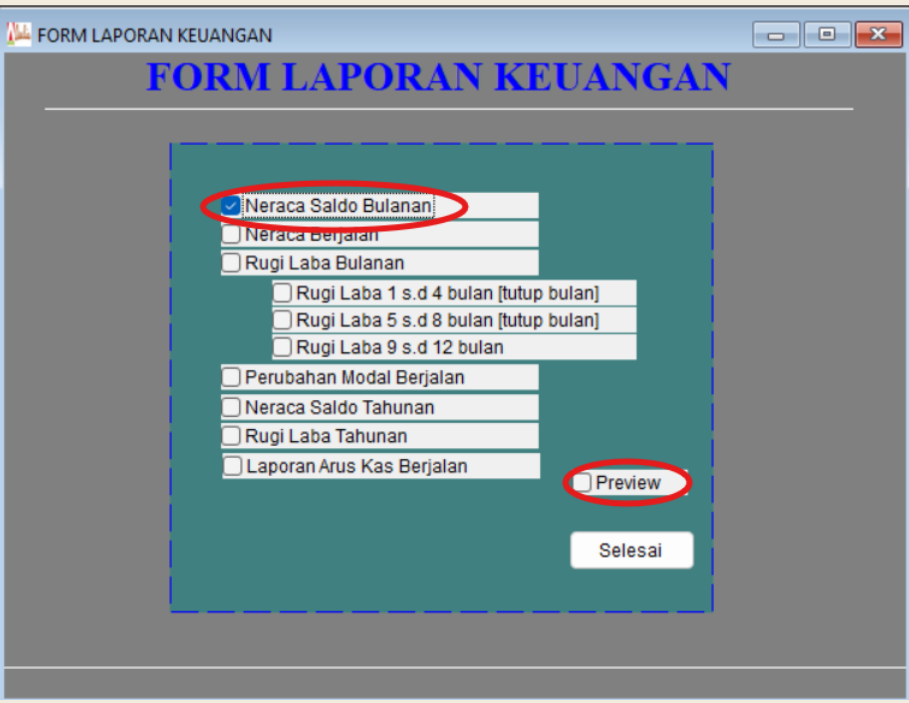 FORM LAPORAN KEUANGAN
FORM LAPORAN KEUANGAN
Neraca Saldo Bulanan
Neraca Berjalan
Rugi Laba Bulanan
Rugi Laba 1 s.d 4 bulan [tutup bulan]
Rugi Laba 5 s.d 8 bulan [tutup bulan]
Rugi Laba 9 s.d 12 bulan
Perubahan Modal Berjalan
Neraca Saldo Tahunan
Rugi Laba Tahunan
Laporan Arus Kas Berjalan
Preview
Selesai